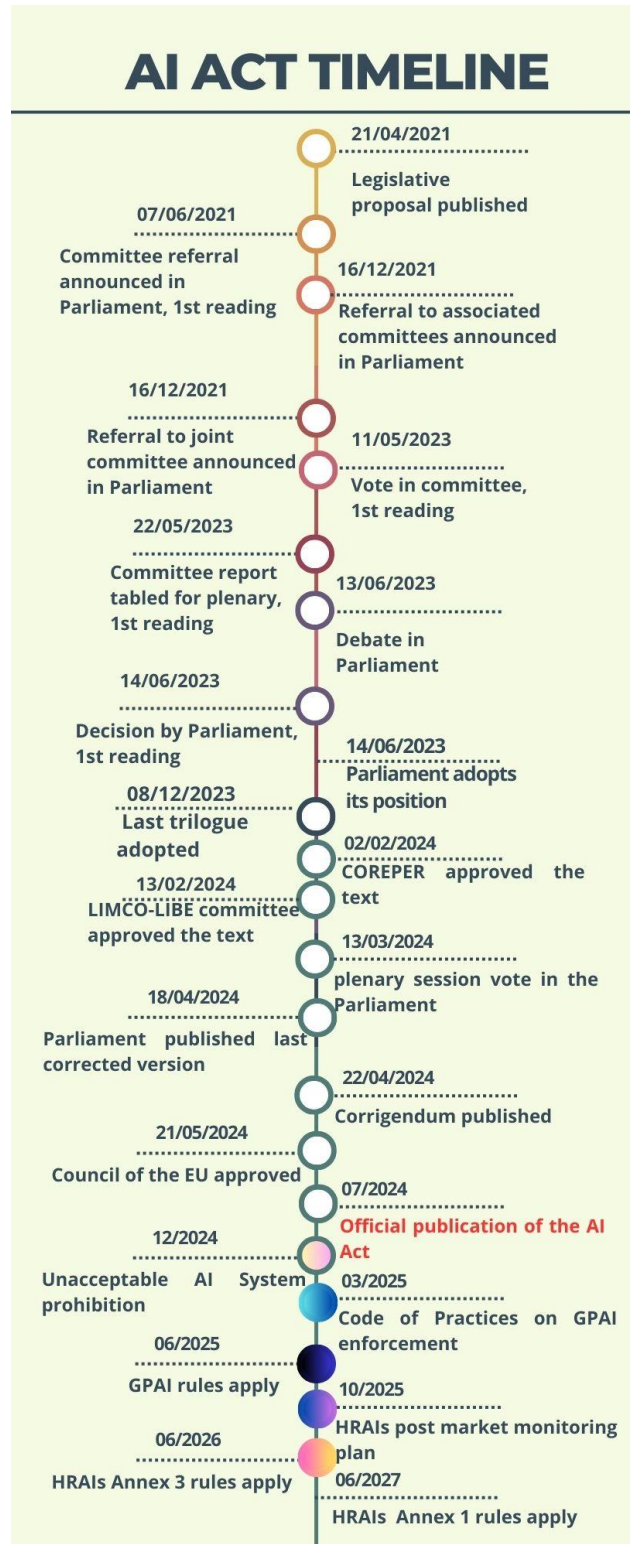 AI ACT TIMELINE
21/04/2021
Legislative
proposal published
07/06/2021
Committee referral
announced in
Parliament, 1st reading
16/12/2021
Referral to associated
committees announced
in Parliament
16/12/2021
Referral to joint
committee announced
in Parliament
11/05/2023
Vote in committee,
1st reading
22/05/2023
Committee report
tabled for plenary,
1st reading
13/06/2023
Debate in
Parliament
14/06/2023
Decision by Parliament,
1st reading
14/06/2023
Parliament adopts
its position
08/12/2023
Last trilogue
adopted
02/02/2024
COREPER approved the
text
13/02/2024
LIMCO-LIBE committee
approved the text
13/03/2024
plenary session vote in the
Parliament
18/04/2024
Parliament published last
corrected version
22/04/2024
Corrigendum published
21/05/2024
Council of the EU approved
07/2024
Official publication of the AI
Act
12/2024
Unacceptable AI System
prohibition
03/2025
Code of Practices on GPAI
enforcement
06/2025
GPAI rules apply
10/2025
HRAIs post market monitoring
plan
06/2026
HRAIs Annex 3 rules apply
06/2027
HRAIs Annex 1 rules apply